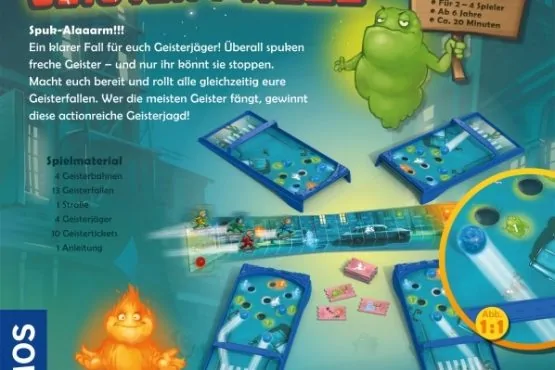 • Für 2 – 4 Spieler
• Ab 6 Jahre
• Ca. 20 Minuten
Spuk-Alaaarm!!!
Ein klarer Fall für euch Geisterjäger! Überall spuken
freche Geister – und nur ihr könnt sie stoppen.
Macht euch bereit und rollt alle gleichzeitig eure
Geisterfallen. Wer die meisten Geister fängt, gewinnt
diese actionreiche Geisterjagd!
Spielmaterial
4 Geisterbahnen
13 Geisterfallen
1 Straße
4 Geisterjäger
10 Geistertickets
1 Anleitung
Abb.
1:1